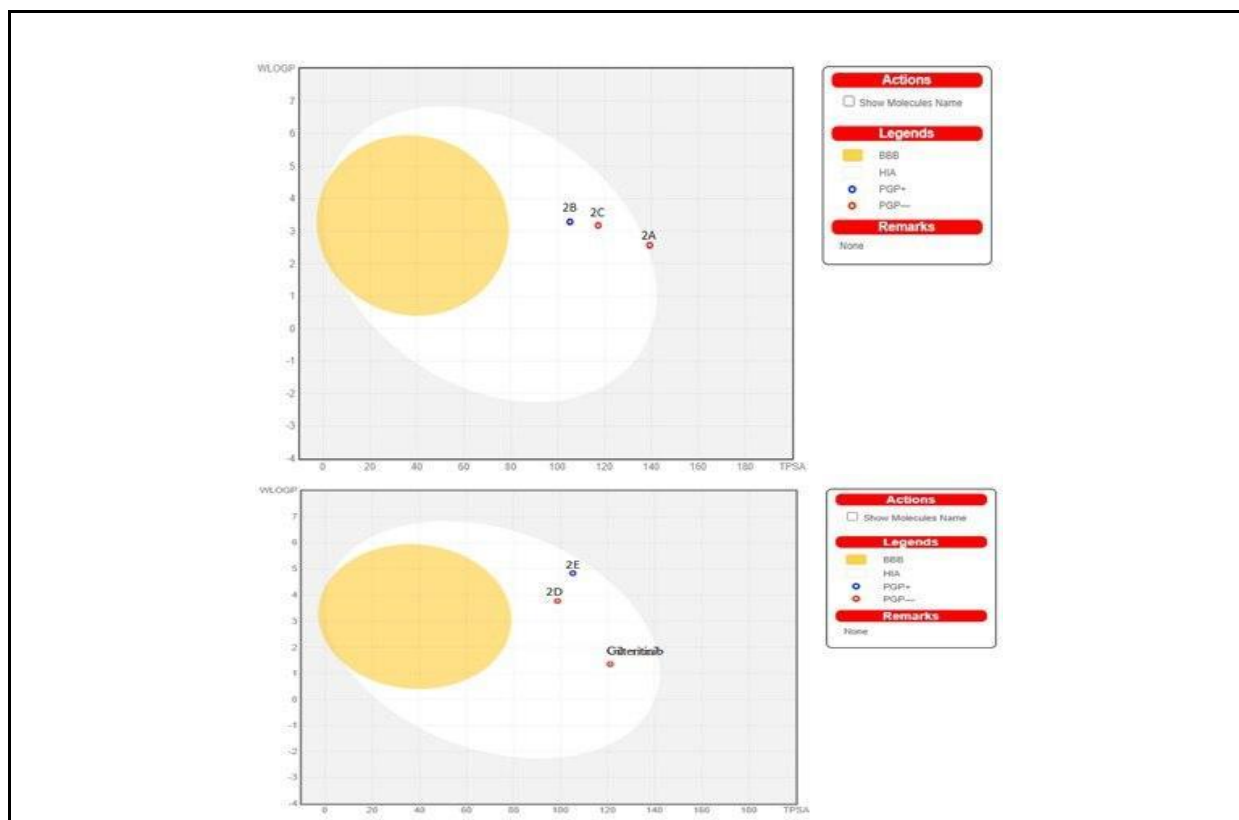 WLOGP
7
6
5
4
3
2
1
0
-1
-2
-3
-4
0 20 40 60 80 100 120 140 160 180 TPSA
2B
2C
2A
Actions
Show Molecules Name
Legends
BBB
HIA
PGP+
PGP—
Remarks
None
WLOGP
7
6
5
4
3
2
1
0
-1
-2
-3
-4
0 20 40 60 80 100 120 140 160 180 TPSA
2E
2D
Actions
Show Molecules Name
Legends
BBB
HIA
PGP+
PGP—
Remarks
None